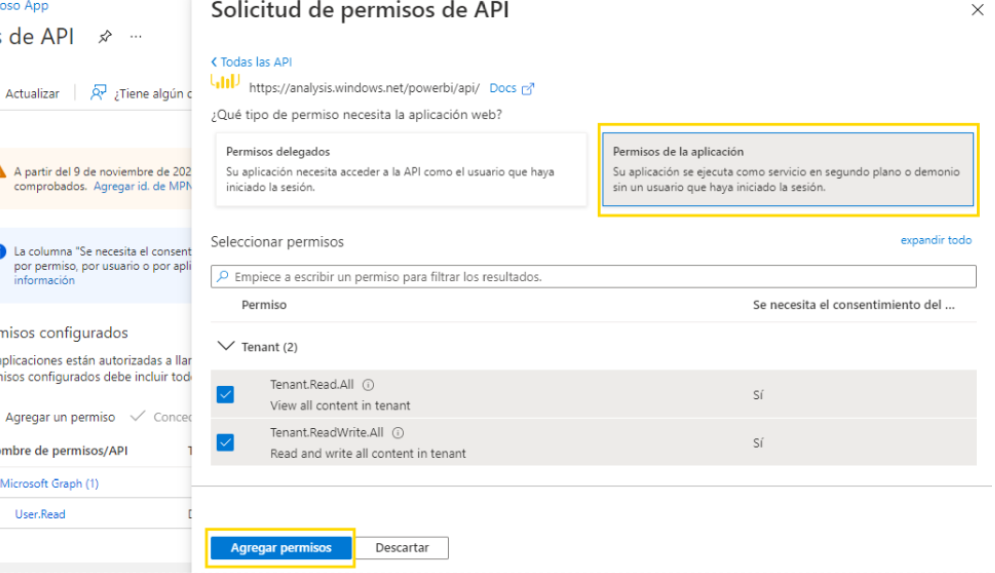 oso App
s de API
...
Actualizar
¿Tiene algún c
A partir del 9 de noviembre de 202
comprobados. Agregar id. de MPN
La columna "Se necesita el consent
por permiso, por usuario o por apli
información
misos configurados
plicaciones están autorizadas a llar
misos configurados debe incluir tod
Agregar un permiso
Conced
ombre de permisos/API
Microsoft Graph (1)
User.Read
Solicitud de permisos de API
Todas las API
https://analysis.windows.net/powerbi/api/ Docs
¿Qué tipo de permiso necesita la aplicación web?
Permisos delegados
Su aplicación necesita acceder a la API como el usuario que haya
iniciado la sesión.
Permisos de la aplicación
Su aplicación se ejecuta como servicio en segundo plano o demonio
sin un usuario que haya iniciado la sesión.
Seleccionar permisos
expandir todo
Empiece a escribir un permiso para filtrar los resultados.
Permiso
Se necesita el consentimiento del ...
Tenant (2)
Tenant.Read.All
View all content in tenant
Sí
Tenant.ReadWrite.All
Read and write all content in tenant
Sí
Agregar permisos
Descartar